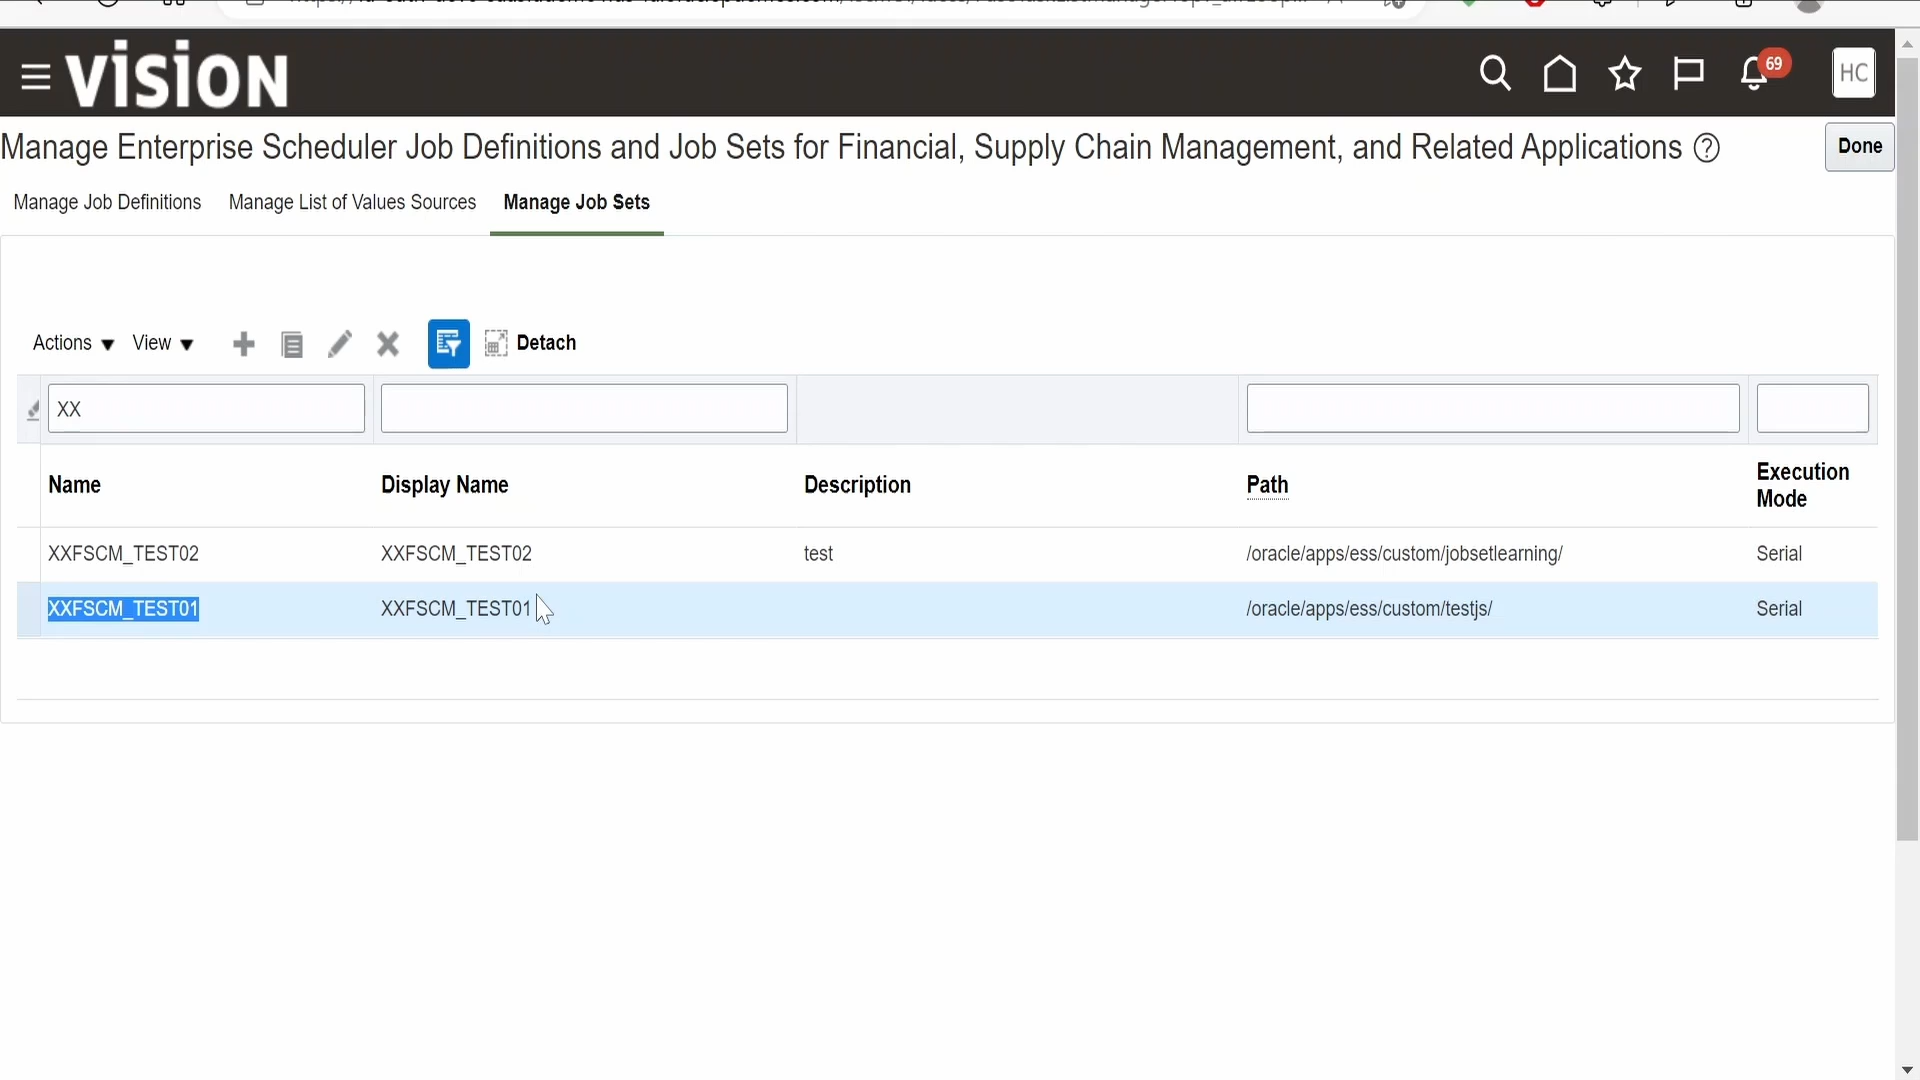 VISION
69
HC
Manage Enterprise Scheduler Job Definitions and Job Sets for Financial, Supply Chain Management, and Related Applications ?
Done
Manage Job Definitions Manage List of Values Sources Manage Job Sets
Actions View Detach
XX
Name Display Name Description Path Execution Mode
XXFSCM_TEST02 XXFSCM_TEST02 test /oracle/apps/ess/custom/jobsetlearning/ Serial
XXFSCM_TEST01 XXFSCM_TEST01 /oracle/apps/ess/custom/testjs/ Serial